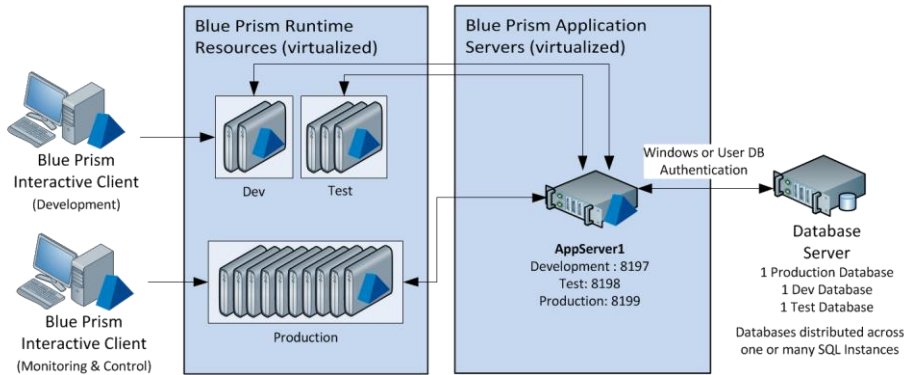 Blue Prism Runtime
Resources (virtualized)
Blue Prism Application
Servers (virtualized)
Blue Prism
Interactive Client
(Development)
Dev
Test
Windows or User DB
Authentication
AppServer1
Development : 8197
Test: 8198
Production: 8199
Database
Server
1 Production Database
1 Dev Database
1 Test Database
Databases distributed across
one or many SQL Instances
Blue Prism
Interactive Client
(Monitoring & Control)
Production